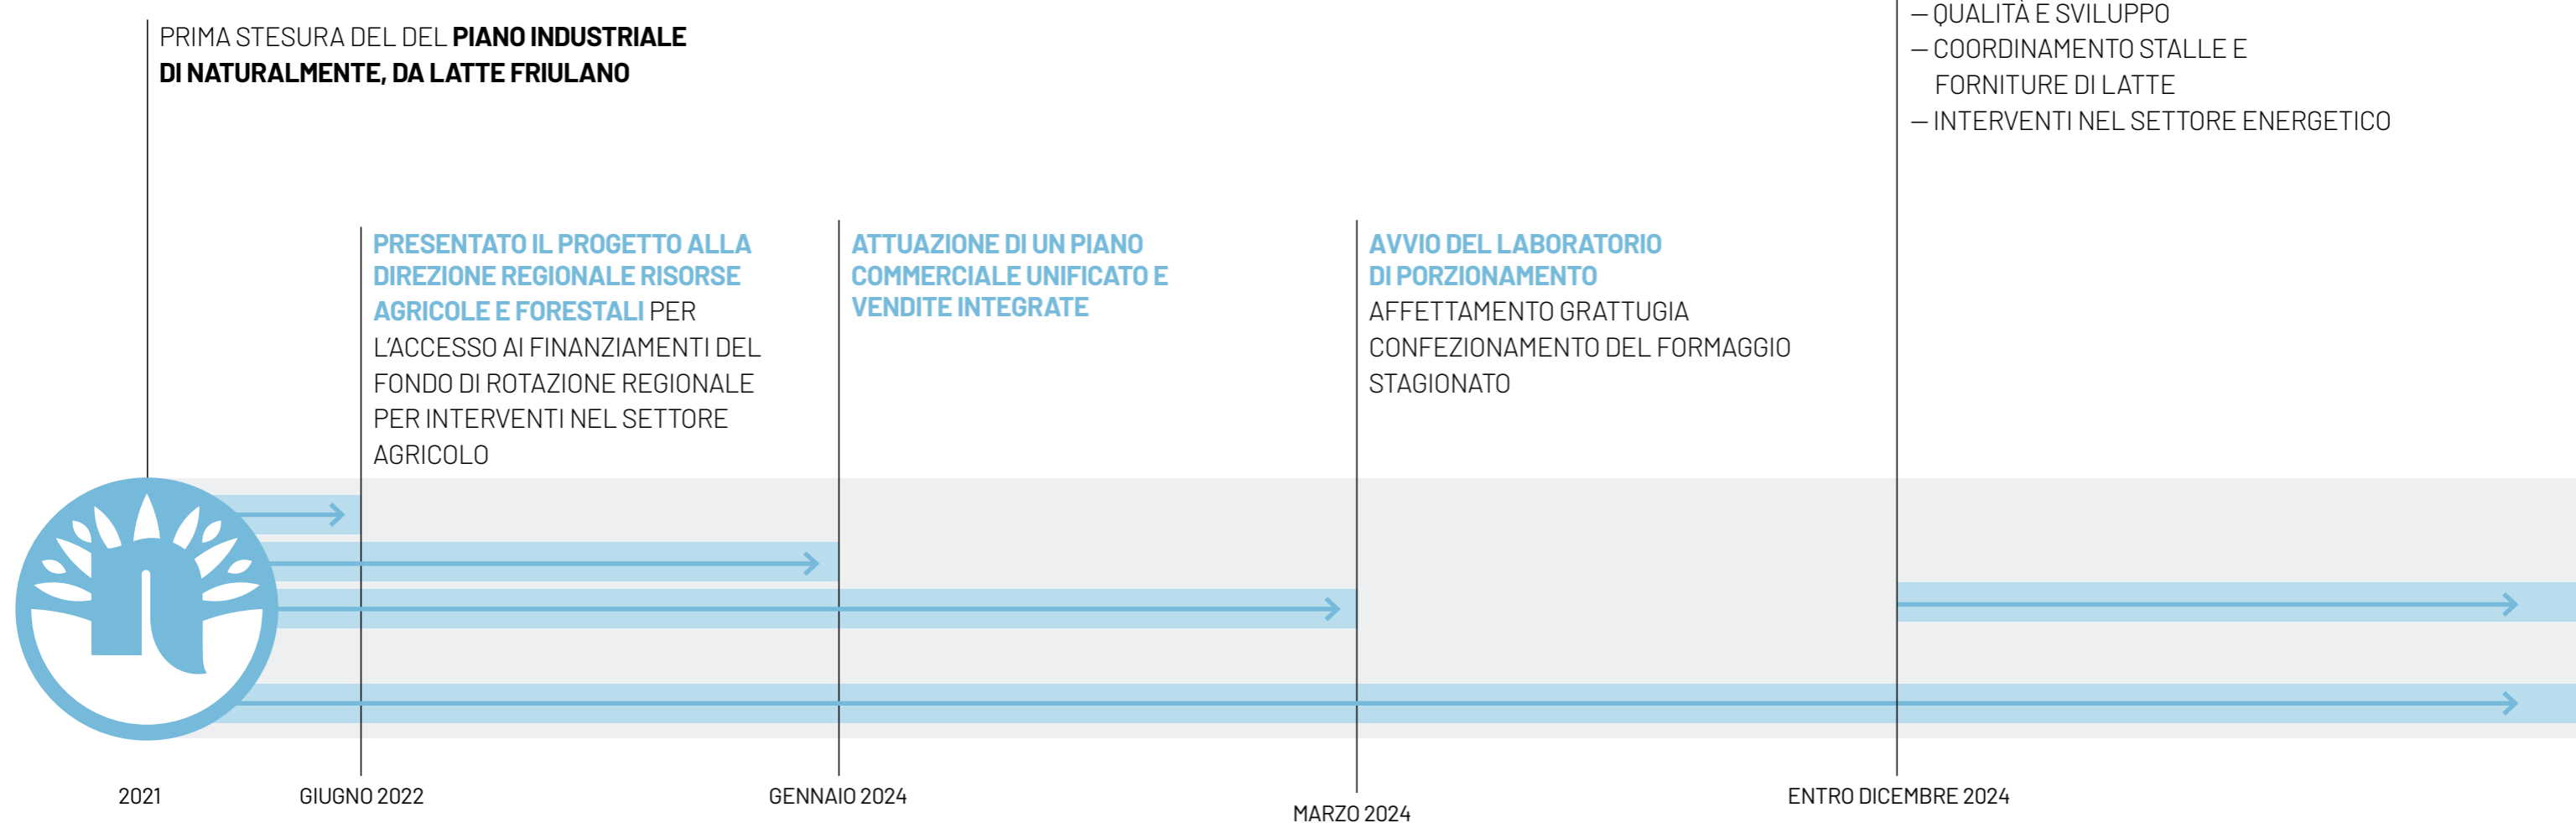 PRIMA STESURA DEL DEL PIANO INDUSTRIALE
DI NATURALMENTE, DA LATTE FRIULANO
— QUALITÀ E SVILUPPO
— COORDINAMENTO STALLE E
FORNITURE DI LATTE
— INTERVENTI NEL SETTORE ENERGETICO
PRESENTATO IL PROGETTO ALLA
DIREZIONE REGIONALE RISORSE
AGRICOLE E FORESTALI PER
L’ACCESSO AI FINANZIAMENTI DEL
FONDO DI ROTAZIONE REGIONALE
PER INTERVENTI NEL SETTORE
AGRICOLO
ATTUAZIONE DI UN PIANO
COMMERCIALE UNIFICATO E
VENDITE INTEGRATE
AVVIO DEL LABORATORIO
DI PORZIONAMENTO
AFFETTAMENTO GRATTUGIA
CONFEZIONAMENTO DEL FORMAGGIO
STAGIONATO
2021
GIUGNO 2022
GENNAIO 2024
MARZO 2024
ENTRO DICEMBRE 2024